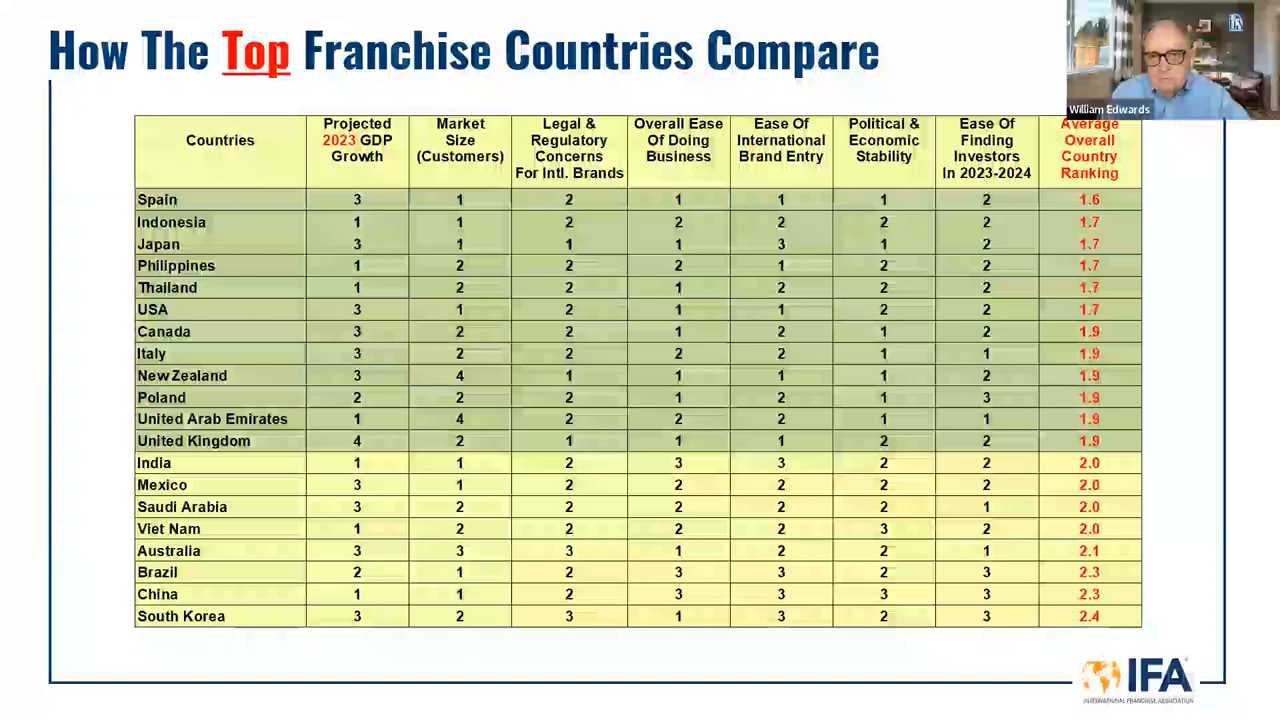 How The Top Franchise Countries Compare
William Edwards
Countries
Projected
2023 GDP
Growth
Market
Size
(Customers)
Legal &
Regulatory
Concerns
For Intl. Brands
Overall Ease
Of Doing
Business
Ease Of
International
Brand Entry
Political &
Economic
Stability
Ease Of
Finding
Investors
In 2023-2024
Average
Overall
Country
Ranking
Spain 3 1 2 1 1 1 2 1.6
Indonesia 1 1 2 2 2 2 2 1.7
Japan 3 1 1 1 3 1 2 1.7
Philippines 1 2 2 2 1 2 2 1.7
Thailand 1 2 2 1 2 2 2 1.7
USA 3 1 2 1 1 2 2 1.7
Canada 3 2 2 1 2 1 2 1.9
Italy 3 2 2 2 2 1 1 1.9
New Zealand 3 4 1 1 1 1 2 1.9
Poland 2 2 2 1 2 1 3 1.9
United Arab Emirates 1 4 2 2 2 1 1 1.9
United Kingdom 4 2 1 1 1 2 2 1.9
India 1 1 2 3 3 2 2 2.0
Mexico 3 1 2 2 2 2 2 2.0
Saudi Arabia 3 2 2 2 2 2 1 2.0
Viet Nam 1 2 2 2 2 3 2 2.0
Australia 3 3 3 1 2 2 1 2.1
Brazil 2 1 2 3 3 2 3 2.3
China 1 1 2 3 3 3 3 2.3
South Korea 3 2 3 1 3 2 3 2.4
IFA
INTERNATIONAL FRANCHISE ASSOCIATION